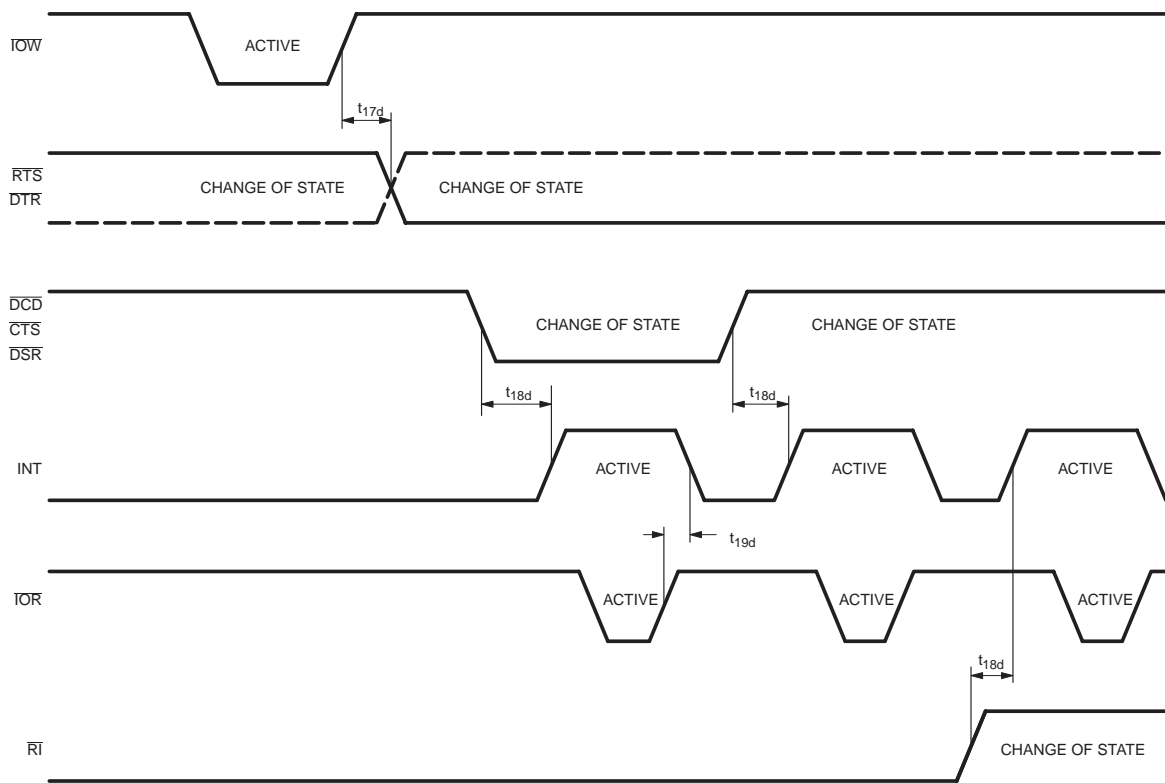 IOW
ACTIVE
t17d
RTS
DTR
CHANGE OF STATE
CHANGE OF STATE
DCD
CTS
DSR
CHANGE OF STATE
CHANGE OF STATE
t18d
t18d
INT
ACTIVE
ACTIVE
ACTIVE
t19d
IOR
ACTIVE
ACTIVE
ACTIVE
t18d
RI
CHANGE OF STATE